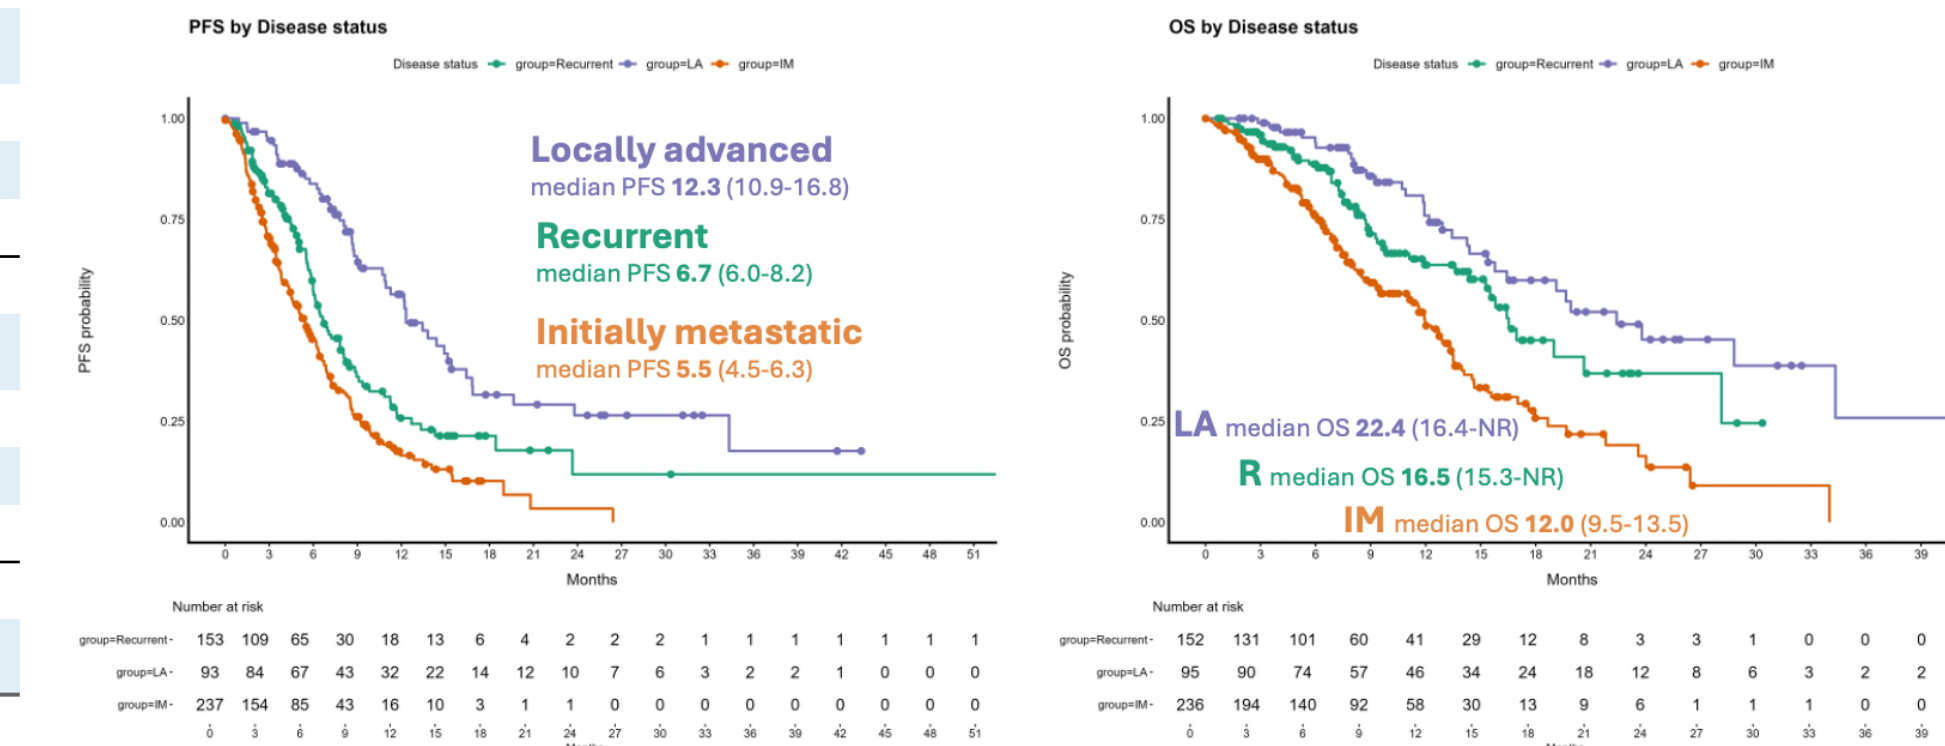 PFS by Disease status
Disease status group=Recurrent group=LA group=IM
1.00
0.75
0.50
0.25
0.00
PFS probability
Locally advanced
median PFS 12.3 (10.9-16.8)
Recurrent
median PFS 6.7 (6.0-8.2)
Initially metastatic
median PFS 5.5 (4.5-6.3)
0 3 6 9 12 15 18 21 24 27 30 33 36 39 42 45 48 51
Months
Number at risk
group=Recurrent- 153 109 65 30 18 13 6 4 2 2 2 1 1 1 1 1 1 1
group=LA- 93 84 67 43 32 22 14 12 10 7 6 3 2 2 1 0 0 0
group=IM- 237 154 85 43 16 10 3 1 1 0 0 0 0 0 0 0 0 0
0 3 6 9 12 15 18 21 24 27 30 33 36 39 42 45 48 51
Months
OS by Disease status
Disease status group=Recurrent group=LA group=IM
1.00
0.75
0.50
0.25
0.00
OS probability
LA median OS 22.4 (16.4-NR)
R median OS 16.5 (15.3-NR)
IM median OS 12.0 (9.5-13.5)
0 3 6 9 12 15 18 21 24 27 30 33 36 39
Months
Number at risk
group=Recurrent- 152 131 101 60 41 29 12 8 3 3 1 0 0 0
group=LA- 95 90 74 57 46 34 24 18 12 8 6 3 2 2
group=IM- 236 194 140 92 58 30 13 9 6 1 1 1 0 0
0 3 6 9 12 15 18 21 24 27 30 33 36 39
Months